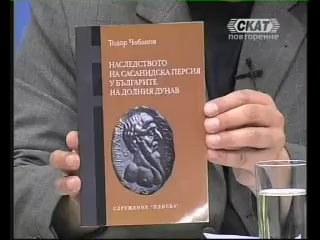 Тодор Чобанов
НАСЛЕДСТВОТО
НА САСАНИДСКА ПЕРСИЯ
У БЪЛГАРИТЕ
НА ДОЛНИЯ ДУНАВ
СДРУЖЕНИЕ "ПЛИСКА"
СКАТ
повторение